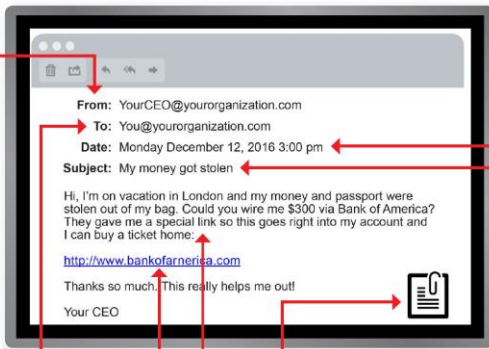 From: YourCEO@yourorganization.com
To: You@yourorganization.com
Date: Monday December 12, 2016 3:00 pm
Subject: My money got stolen
Hi, I'm on vacation in London and my money and passport were
stolen out of my bag. Could you wire me $300 via Bank of America?
They gave me a special link so this goes right into my account and
I can buy a ticket home:
http://www.bankofarnerica.com
Thanks so much. This really helps me out!
Your CEO